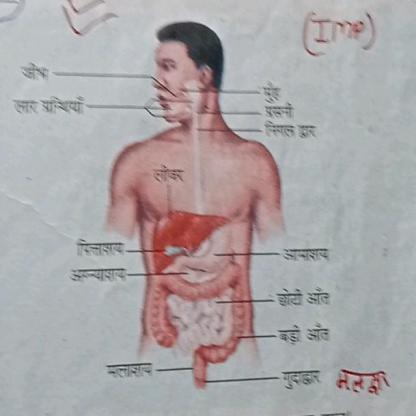 (Imp)
जीभ
लार ग्रन्थियाँ
मुँह
ग्रसनी
निगल द्वार
लीवर
पित्ताशय
अग्न्याशय
आमाशय
छोटी आँत
बड़ी आँत
मलाशय
गुदाद्वार
मलद्वार